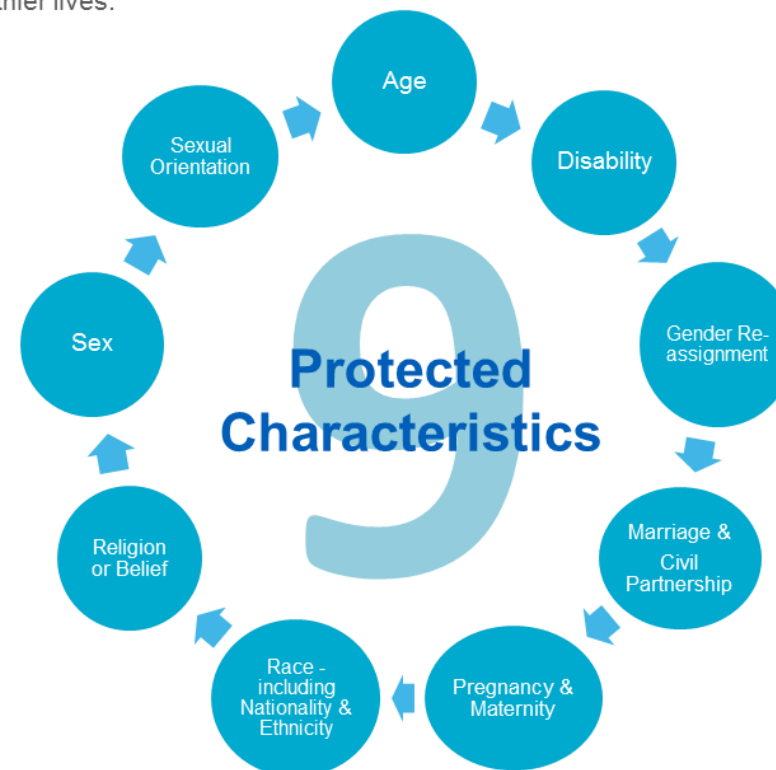 lives.
Age
Disability
Gender Re-
assignment
Marriage &
Civil
Partnership
Pregnancy &
Maternity
Race -
including
Nationality &
Ethnicity
Religion
or Belief
Sex
Sexual
Orientation
9
Protected
Characteristics